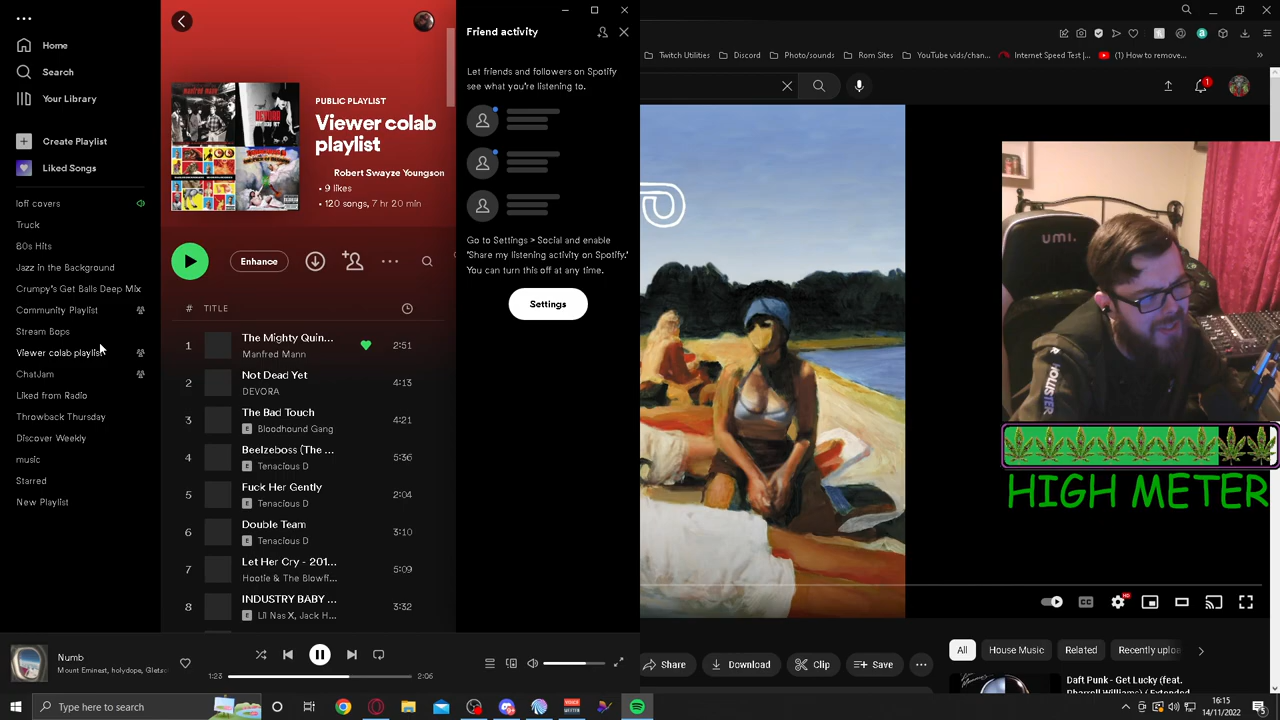 Home
Search
Your Library
Create Playlist
Liked Songs
lofi covers
Truck
80s Hits
Jazz in the Background
Crumpy's Get Balls Deep Mix
Community Playlist
Stream Bops
Viewer colab playlist
ChatJam
Liked from Radio
Throwback Thursday
Discover Weekly
music
Starred
New Playlist
PUBLIC PLAYLIST
Viewer colab
playlist
Robert Swayze Youngson
• 9 likes
• 120 songs, 7 hr 20 min
Enhance
# TITLE
1 The Mighty Quin... 2:51
Manfred Mann
2 Not Dead Yet 4:13
DEVORA
3 The Bad Touch 4:21
E Bloodhound Gang
4 Beelzeboss (The ... 5:36
E Tenacious D
5 Fuck Her Gently 2:04
E Tenacious D
6 Double Team 3:10
E Tenacious D
7 Let Her Cry - 201... 5:09
Hootie & The Blowfi...
8 INDUSTRY BABY ... 3:32
E Lil Nas X, Jack H...
Friend activity
Let friends and followers on Spotify
see what you're listening to.
Go to Settings > Social and enable
'Share my listening activity on Spotify.'
You can turn this off at any time.
Settings
Numb
Mount Eminest, holydope, Gletsc
1:23
2:06
Twitch Utilities
Discord
Photo/sounds
Rom Sites
YouTube vids/chan...
Internet Speed Test |...
(1) How to remove...
1
umi.
HOLLISTER
HIGH METER
CC
HD
Share
Download
Clip
Save
All
House Music
Related
Recently uploa
Daft Punk - Get Lucky (feat.
Pharrell Williams) ( Extended
Type here to search
16:15
14/11/2022